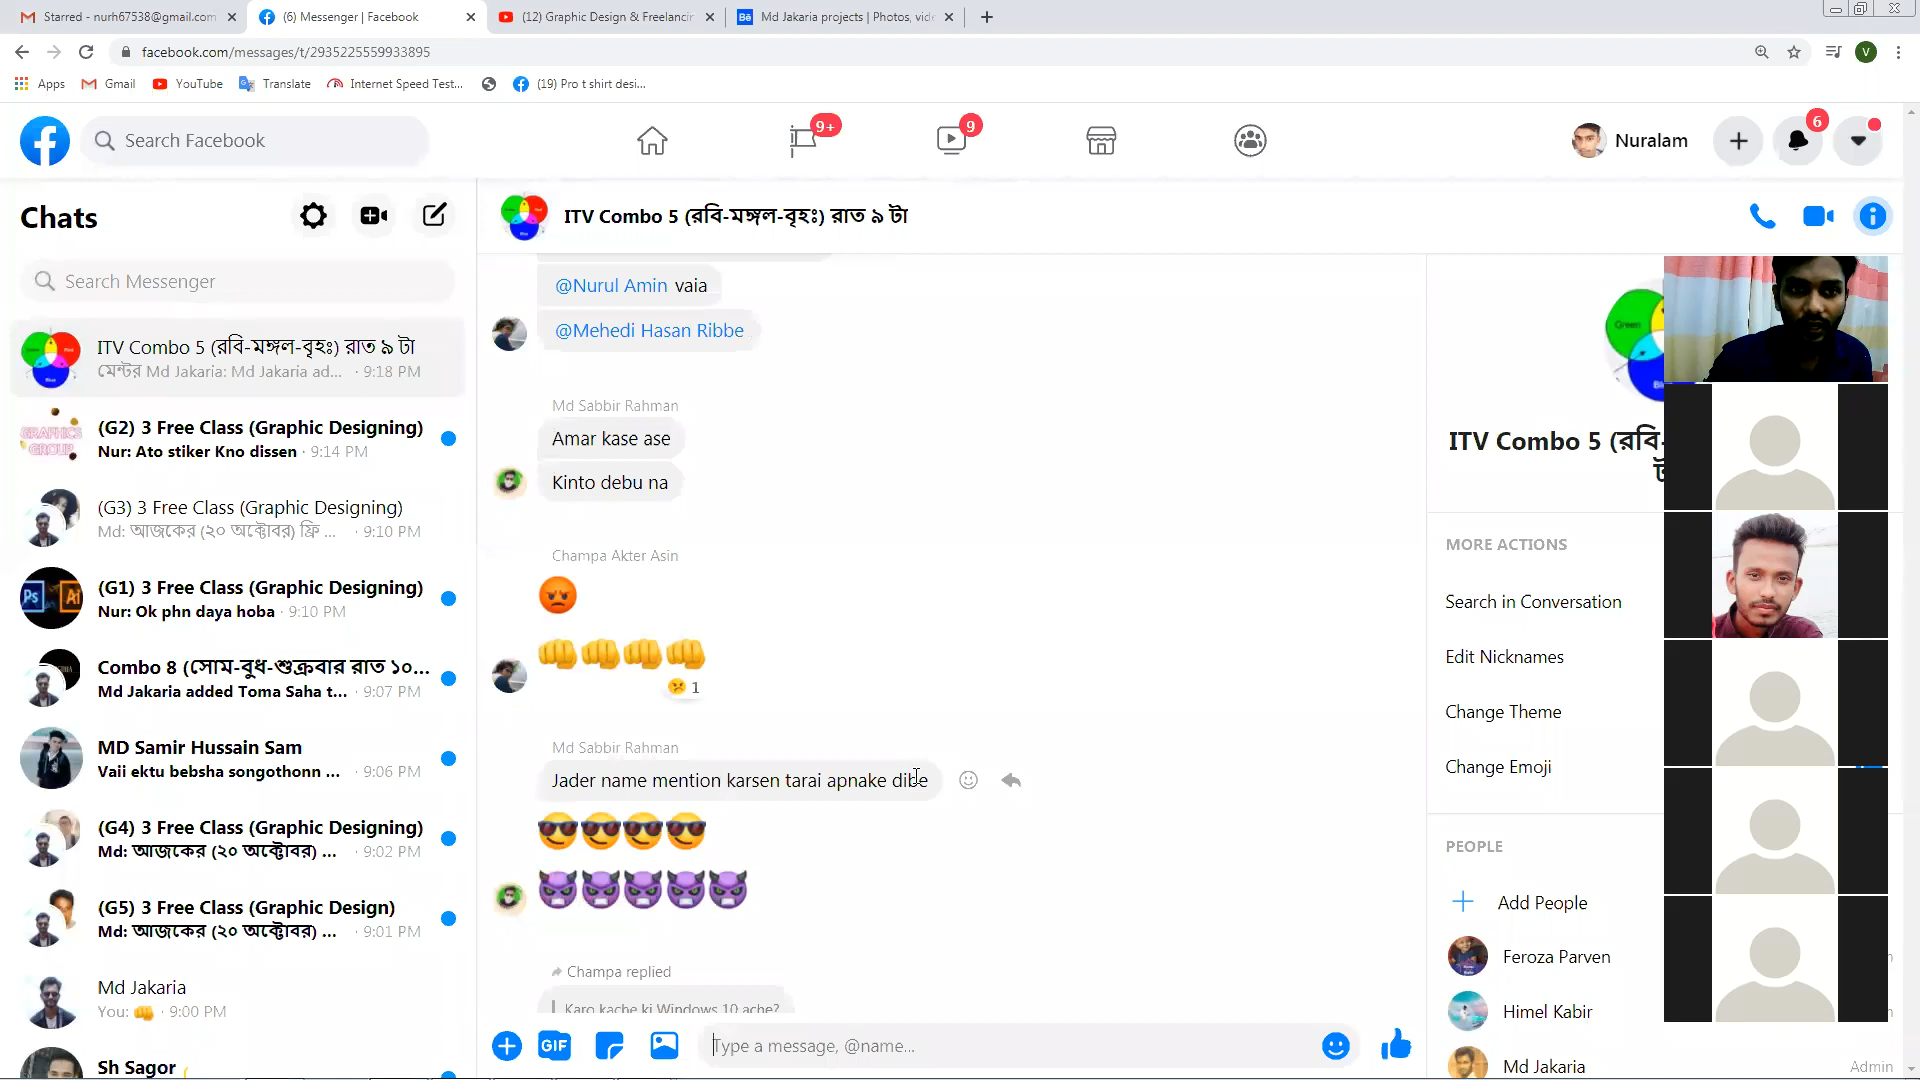 Starred - nurh67538@gmail.com
(6) Messenger | Facebook
(12) Graphic Design & Freelancin
Bē Md Jakaria projects | Photos, vide
facebook.com/messages/t/2935225559933895
V
Apps
Gmail
YouTube
Translate
Internet Speed Test...
(19) Pro t shirt desi...
Search Facebook
9+
9
Nuralam
6
Chats
Search Messenger
ITV Combo 5 (রবি-মঙ্গল-বৃহঃ) রাত ৯ টা
মেন্টর Md Jakaria: Md Jakaria ad... · 9:18 PM
(G2) 3 Free Class (Graphic Designing)
Nur: Ato stiker Kno dissen · 9:14 PM
GRAPHICS
GROUP
(G3) 3 Free Class (Graphic Designing)
Md: আজকের (২০ অক্টোবর) ফ্রি ... · 9:10 PM
Ps Ai
(G1) 3 Free Class (Graphic Designing)
Nur: Ok phn daya hoba · 9:10 PM
Combo 8 (সোম-বুধ-শুক্রবার রাত ১০...
Md Jakaria added Toma Saha t... · 9:07 PM
MD Samir Hussain Sam
Vaii ektu bebsha songothonn ... · 9:06 PM
(G4) 3 Free Class (Graphic Designing)
Md: আজকের (২০ অক্টোবর) ... · 9:02 PM
(G5) 3 Free Class (Graphic Design)
Md: আজকের (২০ অক্টোবর) ... · 9:01 PM
Md Jakaria
You: 👊 · 9:00 PM
Sh Sagor
ITV Combo 5 (রবি-মঙ্গল-বৃহঃ) রাত ৯ টা
@Nurul Amin vaia
@Mehedi Hasan Ribbe
Md Sabbir Rahman
Amar kase ase
Kinto debu na
Champa Akter Asin
😡
👊👊👊👊
1
Md Sabbir Rahman
Jader name mention karsen tarai apnake dibe
😎😎😎😎
👿👿👿👿👿
Champa replied
Karo kache ki Windows 10 ache?
GIF
Type a message, @name...
Green
ITV Combo 5 (রবি-
MORE ACTIONS
Search in Conversation
Edit Nicknames
Change Theme
Change Emoji
PEOPLE
Add People
Feroza Parven
Himel Kabir
Md Jakaria
Admin